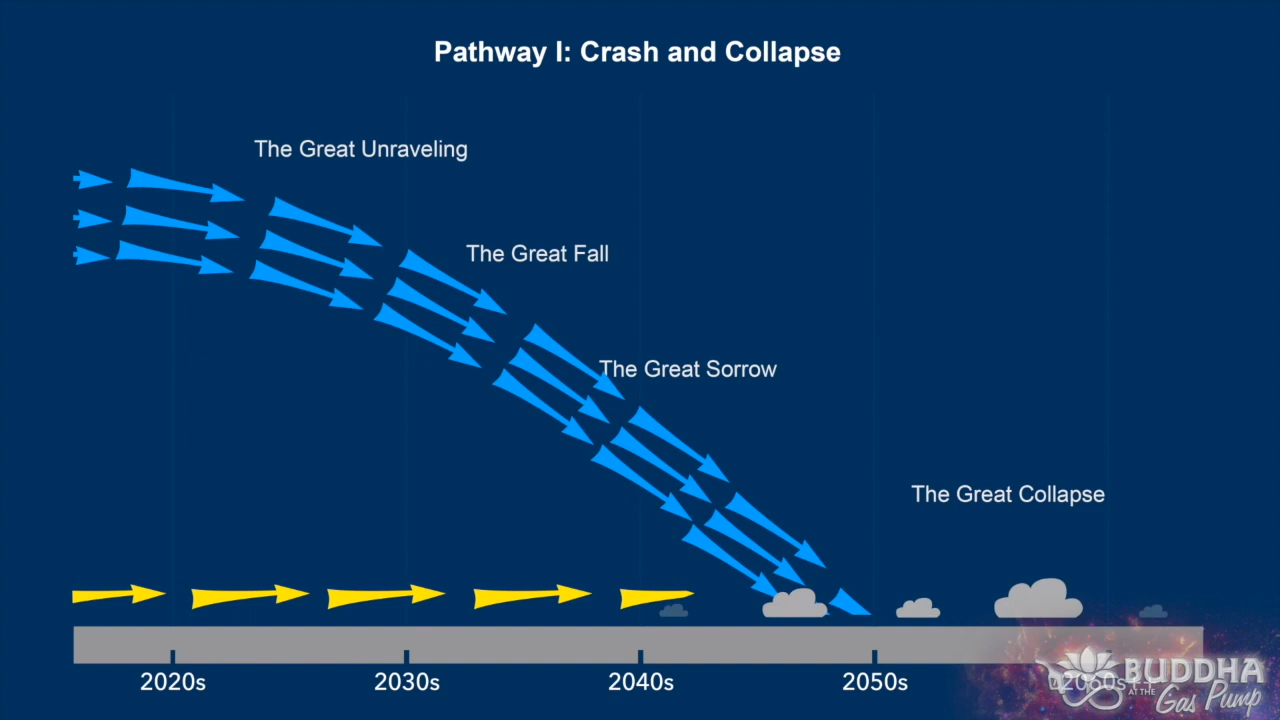 Pathway I: Crash and Collapse
The Great Unraveling
The Great Fall
The Great Sorrow
The Great Collapse
2020s
2030s
2040s
2050s
BUDDHA
AT THE
Gas Pump